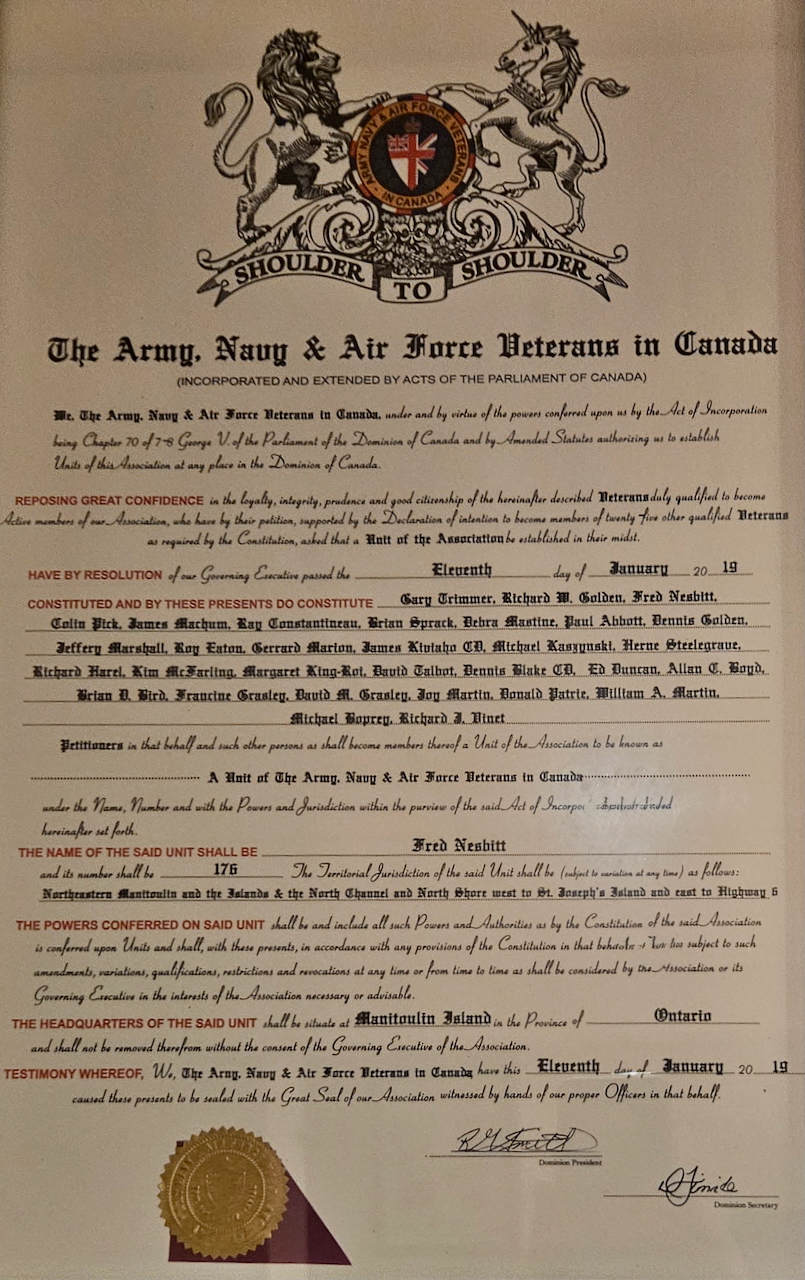 ARMY NAVY & AIR FORCE VETERANS
IN CANADA
SHOULDER TO SHOULDER
The Army, Navy & Air Force Veterans in Canada
(INCORPORATED AND EXTENDED BY ACTS OF THE PARLIAMENT OF CANADA)
We, The Army, Navy & Air Force Veterans in Canada, under and by virtue of the powers conferred upon us by the Act of Incorporation
being Chapter 70 of 7-8 George V. of the Parliament of the Dominion of Canada and by Amended Statutes authorizing us to establish
Units of this Association at any place in the Dominion of Canada.
REPOSING GREAT CONFIDENCE in the loyalty, integrity, prudence and good citizenship of the hereinafter described Veterans duly qualified to become
Active members of our Association, who have by their petition, supported by the Declaration of intention to become members of twenty five other qualified Veterans
as required by the Constitution, asked that a Unit of the Association be established in their midst.
HAVE BY RESOLUTION of our Governing Executive passed the Eleventh day of January 20 19
CONSTITUTED AND BY THESE PRESENTS DO CONSTITUTE Gary Trimmer, Richard W. Golden, Fred Nesbitt,
Colin Pick, James Machum, Ray Constantineau, Brian Sprack, Debra Mastine, Paul Abbott, Dennis Golden,
Jeffery Marshall, Roy Eaton, Gerrard Marion, James Kiviaho CD, Michael Kaszynski, Herne Steelegrave,
Richard Harel, Kim McFarling, Margaret King-Roi, David Talbot, Dennis Blake CD, Ed Duncan, Allan C. Boyd,
Brian D. Bird, Francine Grasley, David M. Grasley, Joy Martin, Donald Patrie, William A. Martin,
Michael Boprey, Richard J. Vinet
Petitioners in that behalf and such other persons as shall become members thereof a Unit of the Association to be known as
A Unit of The Army, Navy & Air Force Veterans in Canada
under the Name, Number and with the Powers and Jurisdiction within the purview of the said Act of
hereinafter set forth.
THE NAME OF THE SAID UNIT SHALL BE Fred Nesbitt
and its number shall be 176 The Territorial Jurisdiction of the said Unit shall be (subject to variation at any time) as follows:
Northeastern Manitoulin and the Islands & the North Channel and North Shore west to St. Joseph's Island and east to Highway 6
THE POWERS CONFERRED ON SAID UNIT shall be and include all such Powers and Authorities as by the Constitution of the said Association
is conferred upon Units and shall, with these presents, in accordance with any provisions of the Constitution in that subject to such
amendments, variations, qualifications, restrictions and revocations at any time or from time to time as shall be considered by the Association or its
Governing Executive in the interests of the Association necessary or advisable.
THE HEADQUARTERS OF THE SAID UNIT shall be situate at Manitoulin Island in the Province of Ontario
and shall not be removed therefrom without the consent of the Governing Executive of the Association.
TESTIMONY WHEREOF, We, The Army, Navy & Air Force Veterans in Canada have this Eleventh day of January 20 19
caused these presents to be sealed with the Great Seal of our Association witnessed by hands of our proper Officers in that behalf.
Dominion President
Dominion Secretary